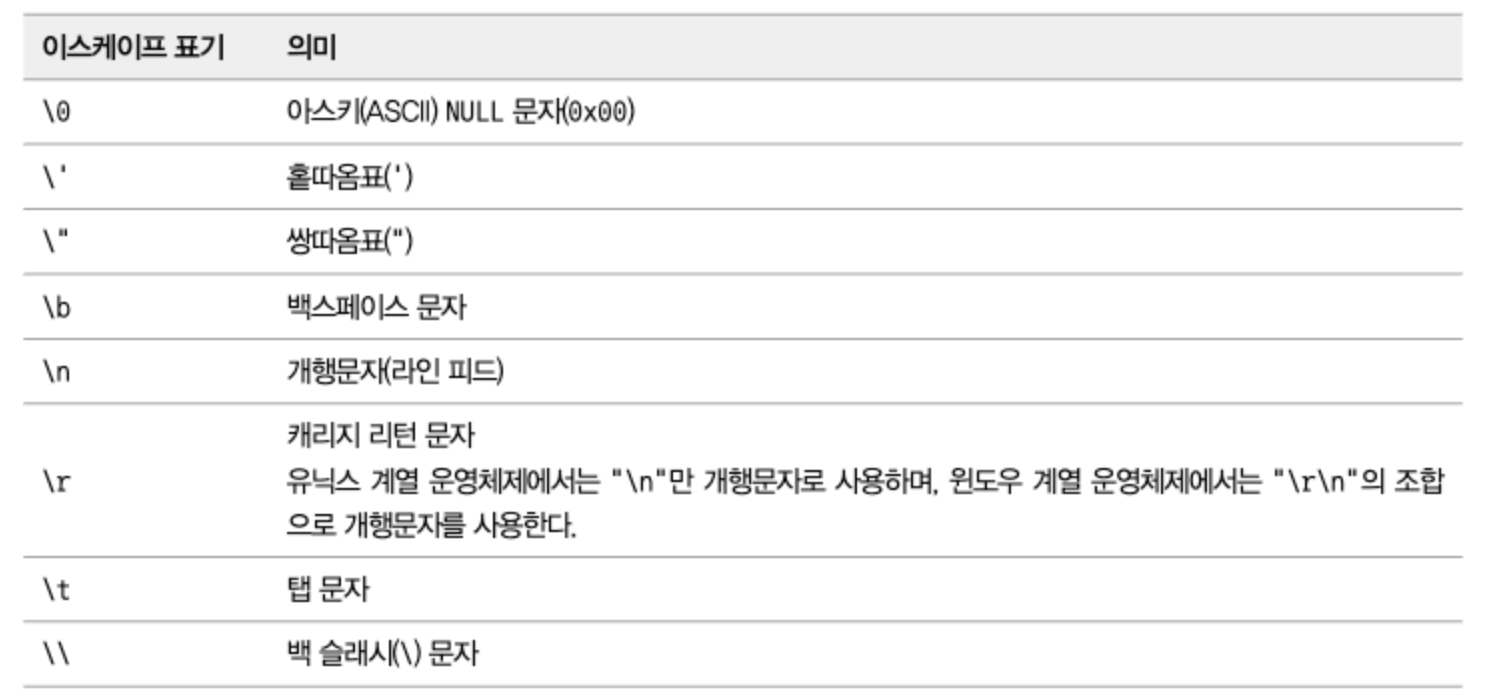 이스케이프 표기 의미
\0 아스키(ASCII) NULL 문자(0x00)
\' 홑따옴표(')
\" 쌍따옴표(")
\b 백스페이스 문자
\n 개행문자(라인 피드)
캐리지 리턴 문자
\r 유닉스 계열 운영체제에서는 "\n"만 개행문자로 사용하며, 윈도우 계열 운영체제에서는 "\r\n"의 조합
으로 개행문자를 사용한다.
\t 탭 문자
\\ 백 슬래시(\) 문자